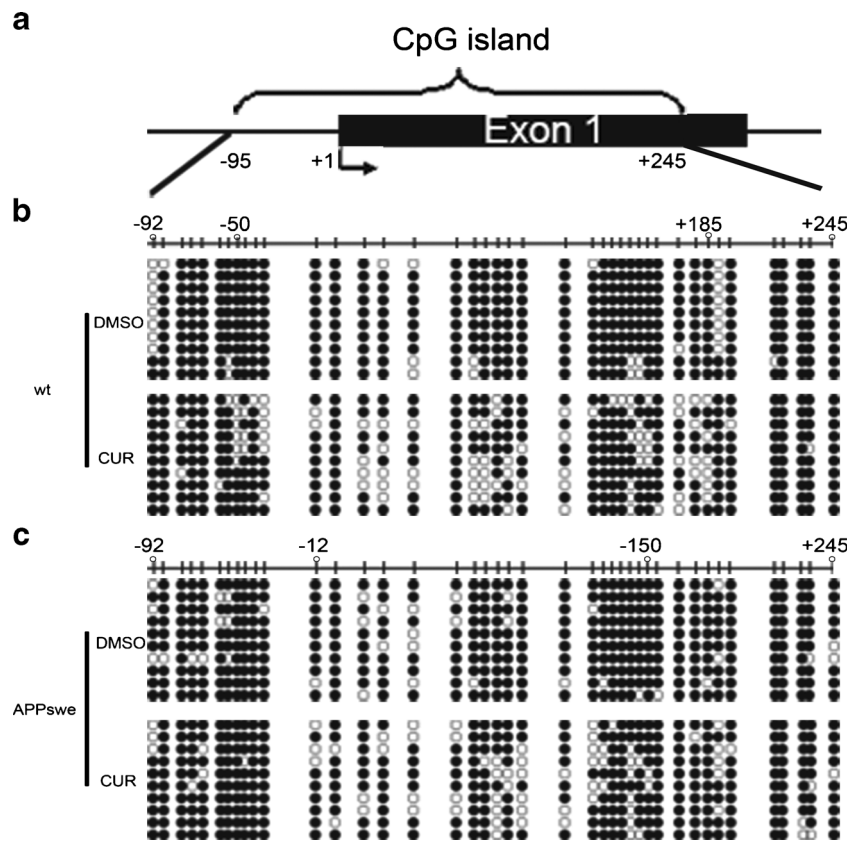 a
CpG island
Exon 1
-95
+1
+245
b
-92
-50
+185
+245
DMSO
wt
CUR
c
-92
-12
-150
+245
DMSO
APPswe
CUR